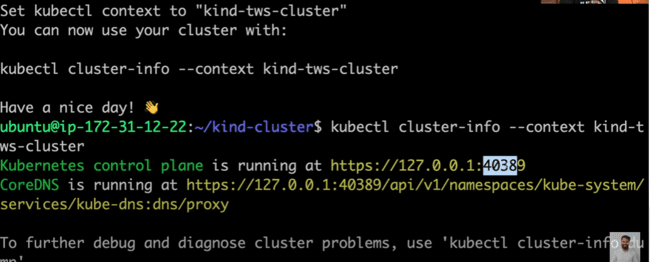 Set kubectl context to "kind-tws-cluster"
You can now use your cluster with:
kubectl cluster-info --context kind-tws-cluster
Have a nice day! 👋
ubuntu@ip-172-31-12-22:~/kind-cluster$ kubectl cluster-info --context kind-t
ws-cluster
Kubernetes control plane is running at https://127.0.0.1:40389
CoreDNS is running at https://127.0.0.1:40389/api/v1/namespaces/kube-system/
services/kube-dns:dns/proxy
To further debug and diagnose cluster problems, use 'kubectl cluster-info